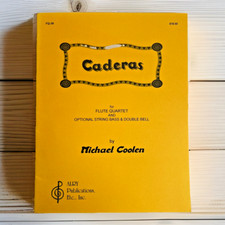 Caderas
for
FLUTE QUARTET
AND
OPTIONAL STRING BASS & DOUBLE BELL
by
Michael Coolen
ALRY
Publications,
Etc., Inc.